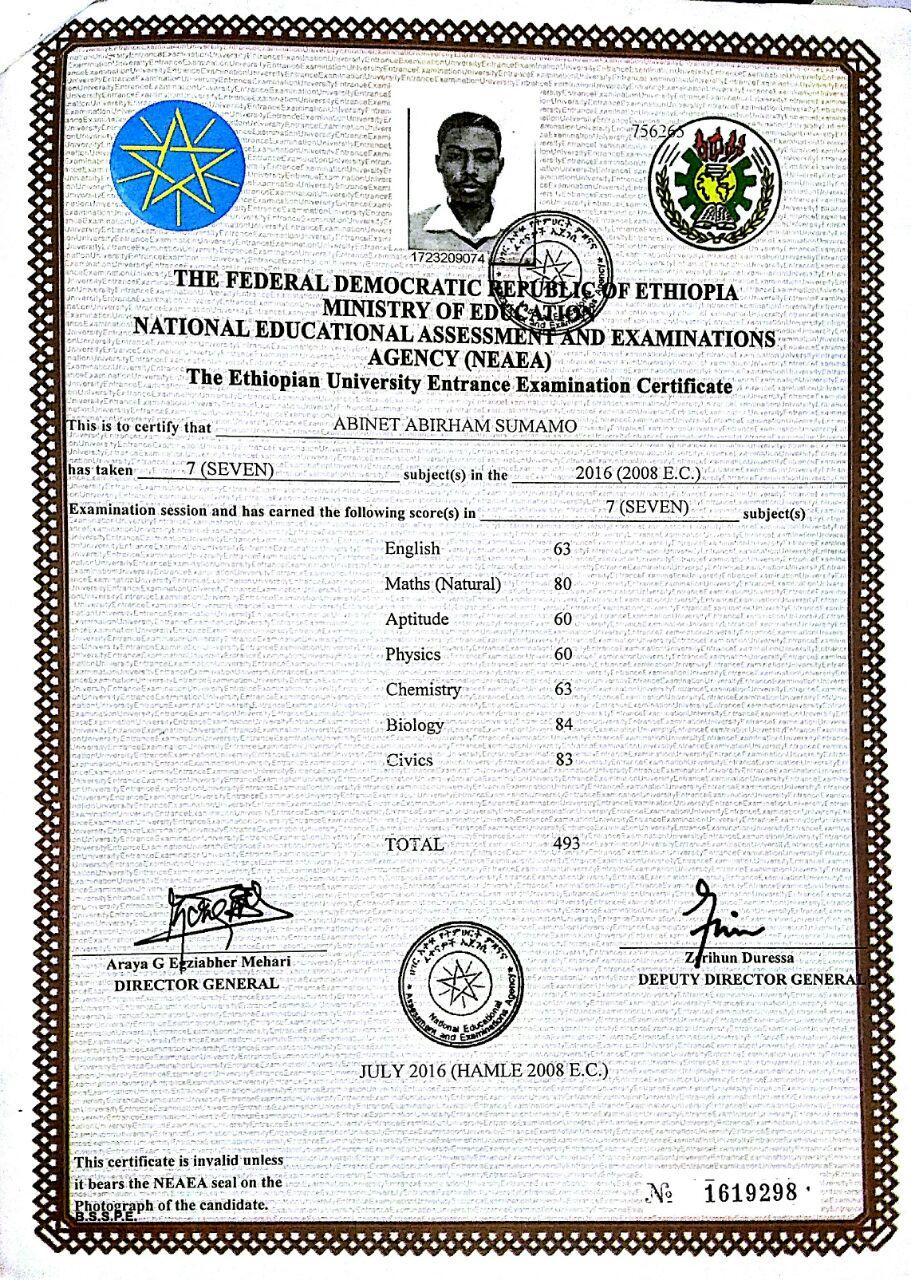 756265
1723209074
THE FEDERAL DEMOCRATIC REPUBLIC OF ETHIOPIA
MINISTRY OF EDUCATION
NATIONAL EDUCATIONAL ASSESSMENT AND EXAMINATIONS
AGENCY (NEAEA)
The Ethiopian University Entrance Examination Certificate
This is to certify that ABINET ABIRHAM SUMAMO
has taken 7 (SEVEN) subject(s) in the 2016 (2008 E.C.)
Examination session and has earned the following score(s) in 7 (SEVEN) subject(s)
English 63
Maths (Natural) 80
Aptitude 60
Physics 60
Chemistry 63
Biology 84
Civics 83
TOTAL 493
Araya G Egziabher Mehari
DIRECTOR GENERAL
Zerihun Duressa
DEPUTY DIRECTOR GENERAL
National Educational
Assessment and Examinations Agency
JULY 2016 (HAMLE 2008 E.C.)
This certificate is invalid unless
it bears the NEAEA seal on the
Photograph of the candidate.
B.S.S.P.E.
№ 1619298